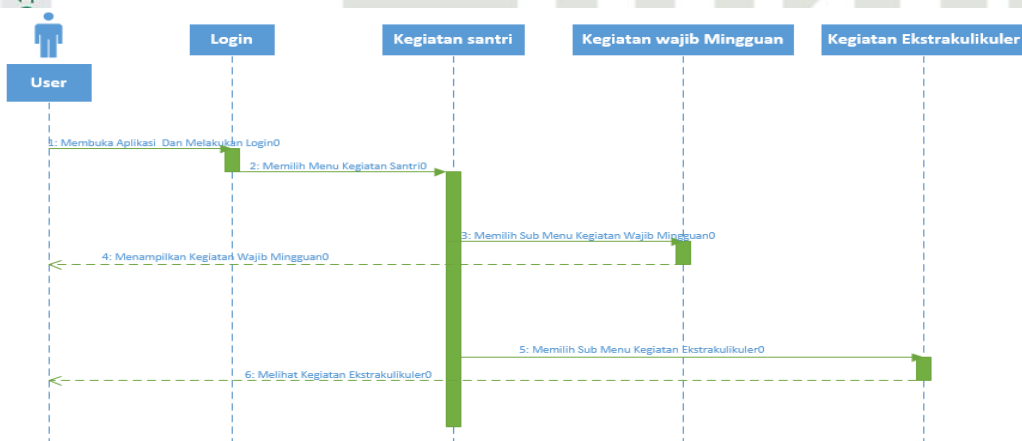 Login
Kegiatan santri
Kegiatan wajib Mingguan
Kegiatan Ekstrakulikuler
User
1: Membuka Aplikasi Dan Melakukan Login0
2: Memilih Menu Kegiatan Santri0
3: Memilih Sub Menu Kegiatan Wajib Mingguan0
4: Menampilkan Kegiatan Wajib Mingguan0
5: Memilih Sub Menu Kegiatan Ekstrakulikuler0
6: Melihat Kegiatan Ekstrakulikuler0